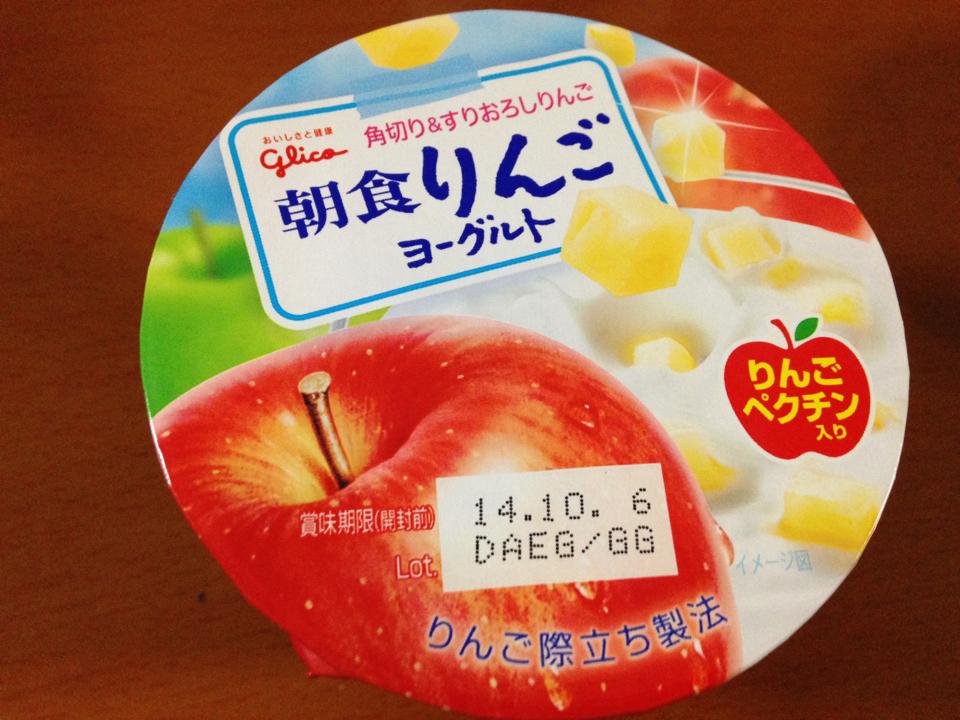 角切り&すりおろしりんご
おいしさと健康
Glico
朝食りんご
ヨーグルト
りんご
ペクチン
入り
賞味期限(開封前)
14.10. 6
Lot.
DAEG/GG
イメージ図
りんご際立ち製法